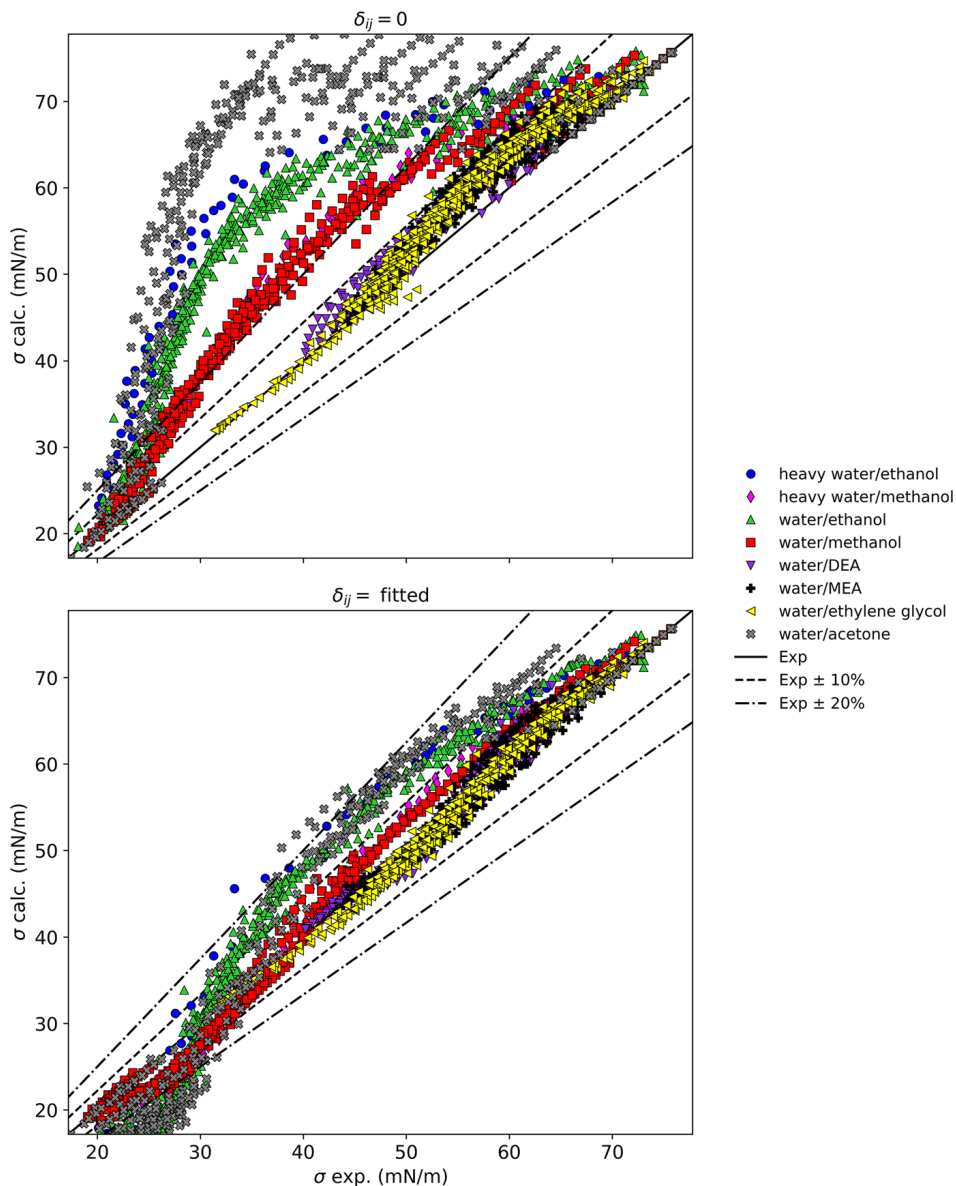 δij = 0
70
60
50
40
30
20
σ calc. (mN/m)
heavy water/ethanol
heavy water/methanol
water/ethanol
water/methanol
water/DEA
water/MEA
water/ethylene glycol
water/acetone
Exp
Exp ± 10%
Exp ± 20%
δij = fitted
70
60
50
40
30
20
σ calc. (mN/m)
20 30 40 50 60 70
σ exp. (mN/m)